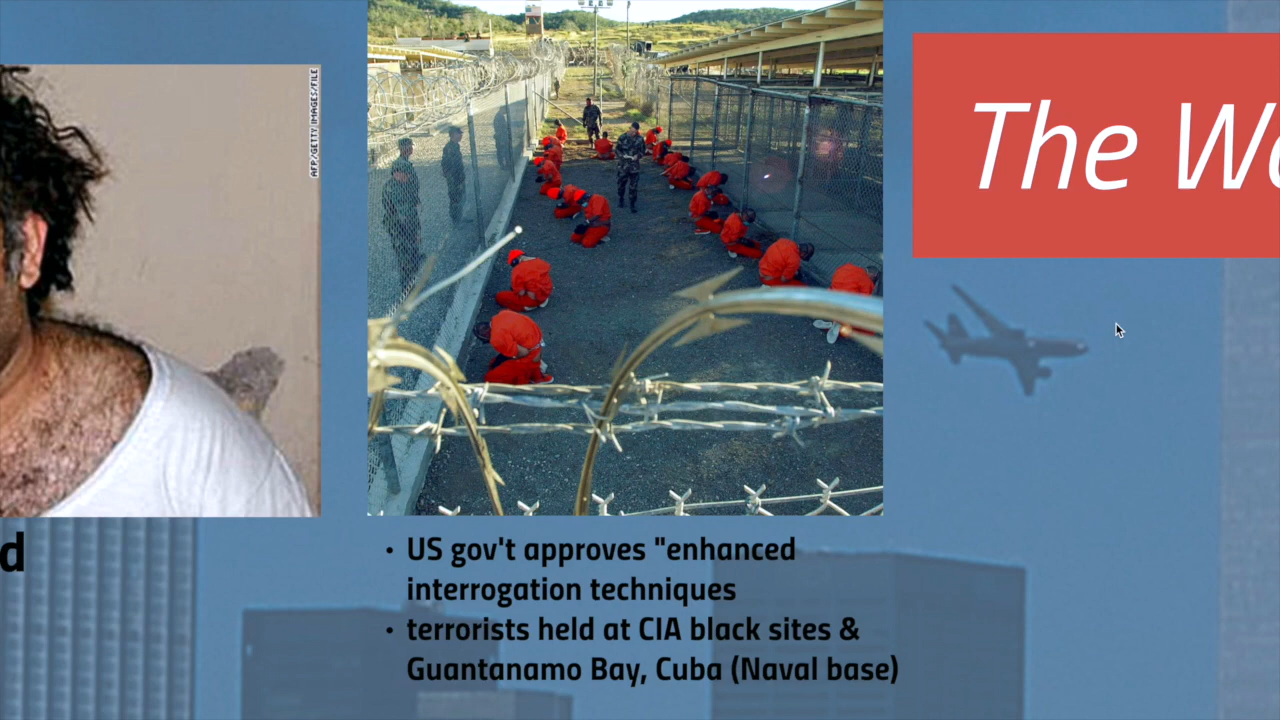 AFP/GETTY IMAGES/FILE
The W
d
• US gov't approves "enhanced
interrogation techniques
• terrorists held at CIA black sites &
Guantanamo Bay, Cuba (Naval base)